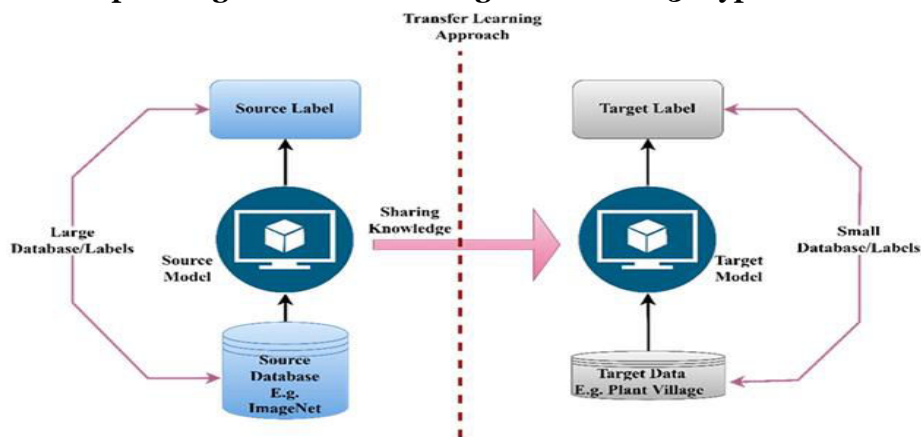 Transfer Learning
Approach
Source Label
Target Label
Large
Database/Labels
Source
Model
Sharing
Knowledge
Target
Model
Small
Database/Labels
Source
Database
E.g.
ImageNet
Target Data
E.g. Plant Village